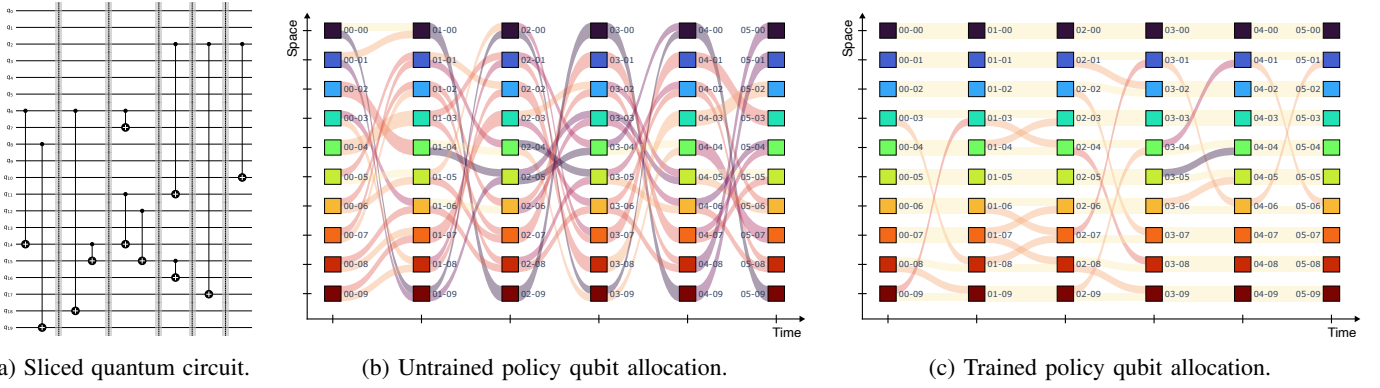 q0
q1
q2
q3
q4
q5
q6
q7
q8
q9
q10
q11
q12
q13
q14
q15
q16
q17
q18
q19
a) Sliced quantum circuit.
Space
00-00 01-00 02-00 03-00 04-00 05-00
00-01 01-01 02-01 03-01 04-01 05-01
00-02 01-02 02-02 03-02 04-02 05-02
00-03 01-03 02-03 03-03 04-03 05-03
00-04 01-04 02-04 03-04 04-04 05-04
00-05 01-05 02-05 03-05 04-05 05-05
00-06 01-06 02-06 03-06 04-06 05-06
00-07 01-07 02-07 03-07 04-07 05-07
00-08 01-08 02-08 03-08 04-08 05-08
00-09 01-09 02-09 03-09 04-09 05-09
Time
(b) Untrained policy qubit allocation.
Space
00-00 01-00 02-00 03-00 04-00 05-00
00-01 01-01 02-01 03-01 04-01 05-01
00-02 01-02 02-02 03-02 04-02 05-02
00-03 01-03 02-03 03-03 04-03 05-03
00-04 01-04 02-04 03-04 04-04 05-04
00-05 01-05 02-05 03-05 04-05 05-05
00-06 01-06 02-06 03-06 04-06 05-06
00-07 01-07 02-07 03-07 04-07 05-07
00-08 01-08 02-08 03-08 04-08 05-08
00-09 01-09 02-09 03-09 04-09 05-09
Time
(c) Trained policy qubit allocation.